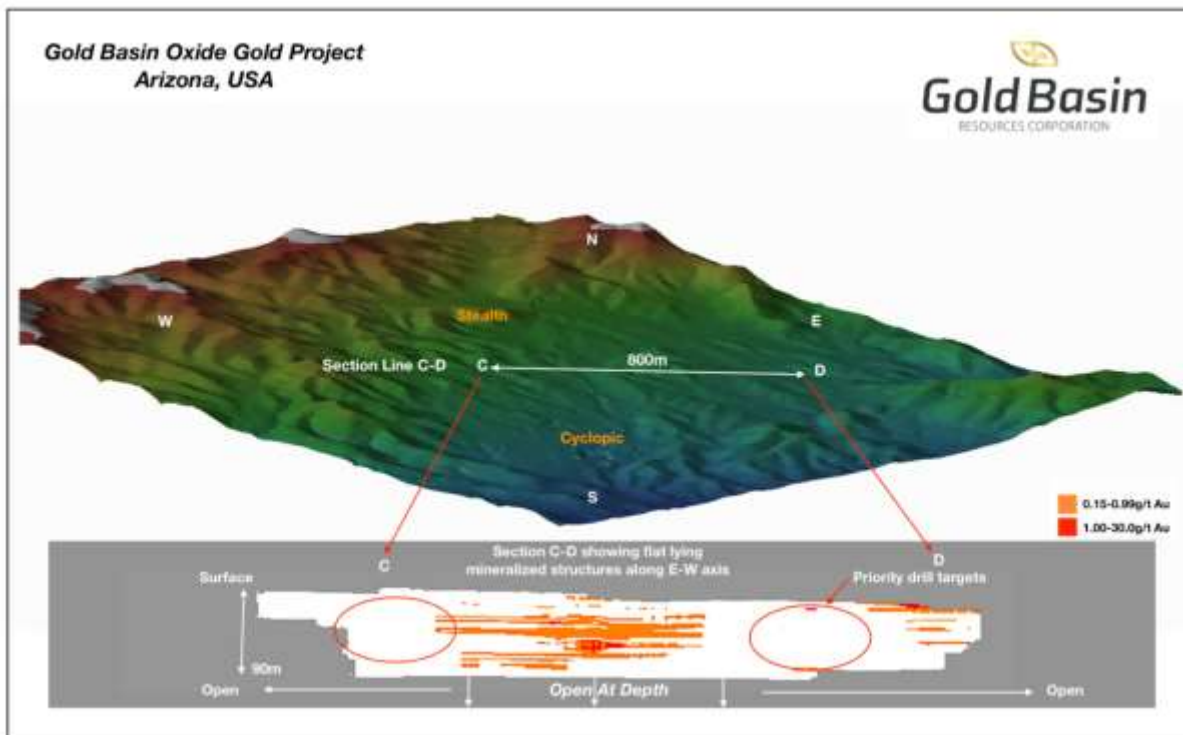 Gold Basin Oxide Gold Project
Arizona, USA
Gold Basin
RESOURCES CORPORATION
N
W
Stealth
E
Section Line C-D
C
800m
D
Cyclopic
S
0.15-0.99g/t Au
1.00-30.0g/t Au
Section C-D showing flat lying
mineralized structures along E-W axis
C
D
Surface
Priority drill targets
90m
Open
Open At Depth
Open